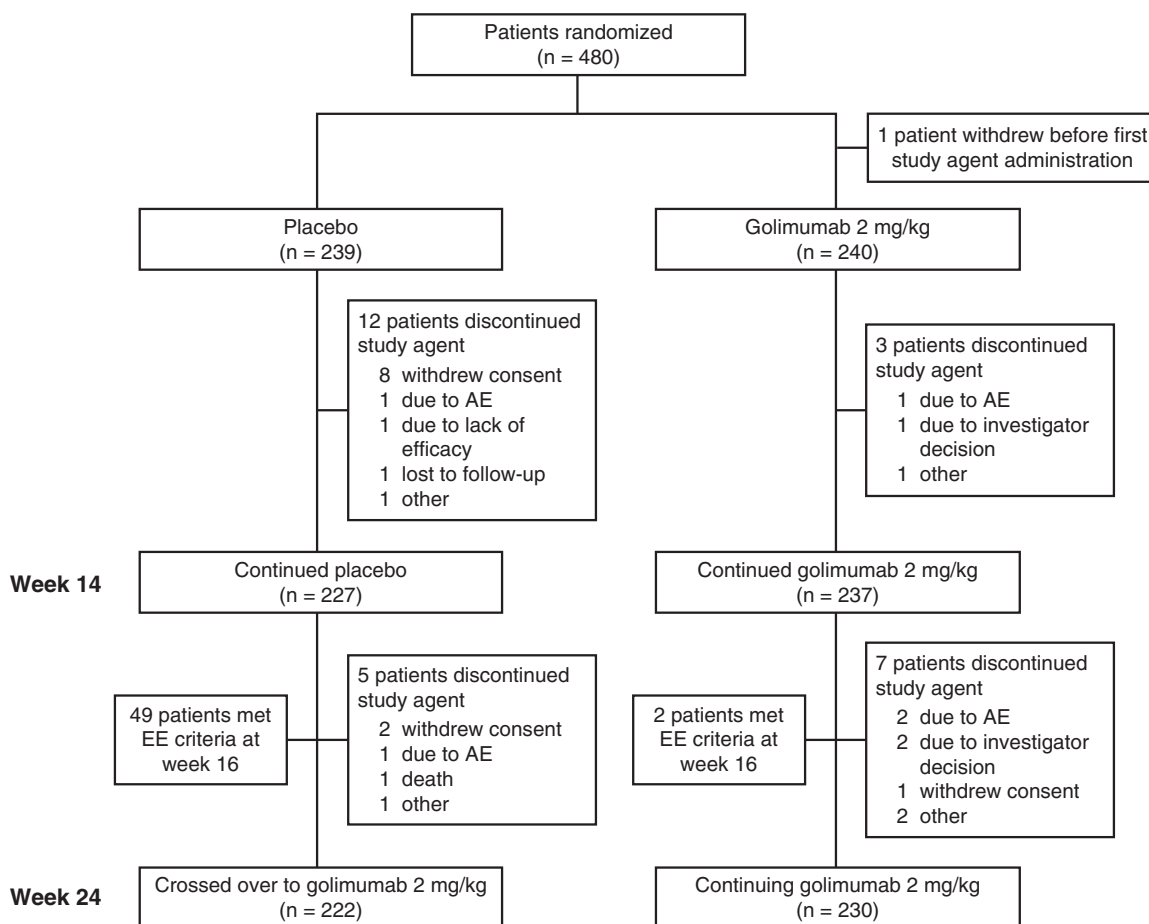 Patients randomized
(n = 480)
1 patient withdrew before first
study agent administration
Placebo
(n = 239)
Golimumab 2 mg/kg
(n = 240)
12 patients discontinued
study agent
8 withdrew consent
1 due to AE
1 due to lack of
efficacy
1 lost to follow-up
1 other
3 patients discontinued
study agent
1 due to AE
1 due to investigator
decision
1 other
Week 14
Continued placebo
(n = 227)
Continued golimumab 2 mg/kg
(n = 237)
49 patients met
EE criteria at
week 16
5 patients discontinued
study agent
2 withdrew consent
1 due to AE
1 death
1 other
2 patients met
EE criteria at
week 16
7 patients discontinued
study agent
2 due to AE
2 due to investigator
decision
1 withdrew consent
2 other
Week 24
Crossed over to golimumab 2 mg/kg
(n = 222)
Continuing golimumab 2 mg/kg
(n = 230)